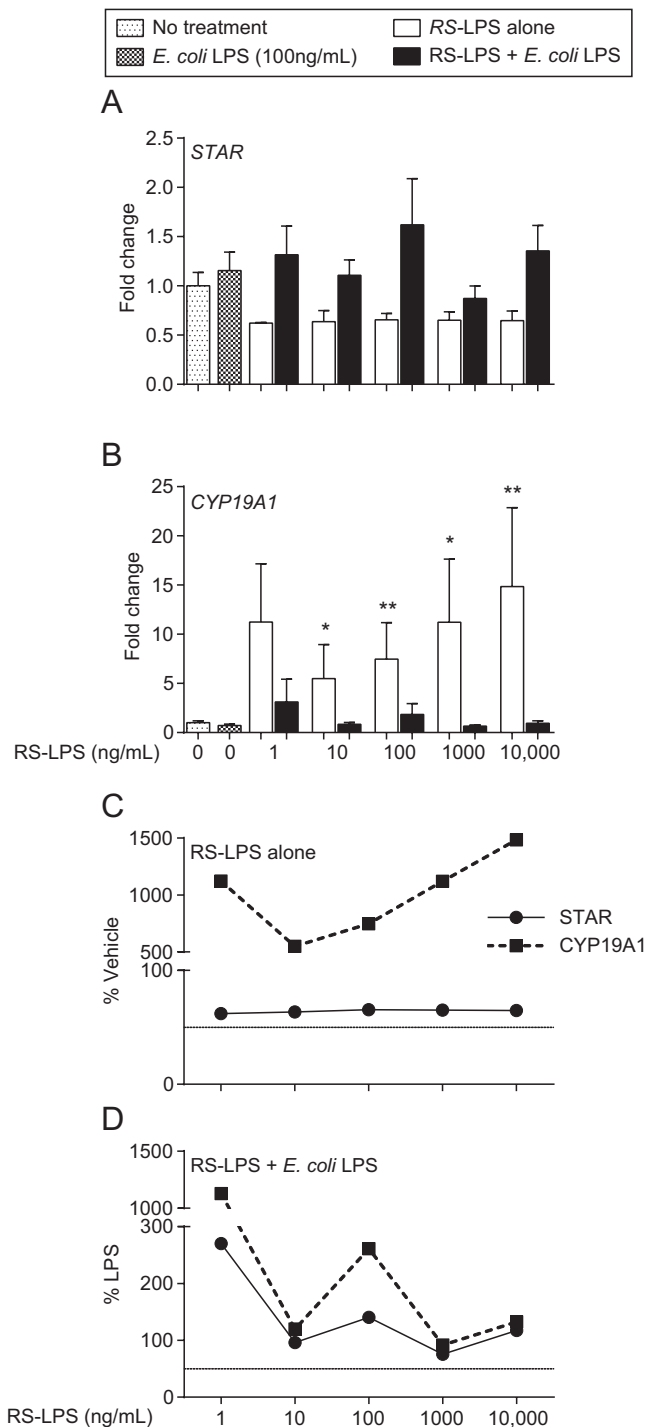 No treatment
RS-LPS alone
E. coli LPS (100ng/mL)
RS-LPS + E. coli LPS
A
STAR
Fold change
2.5
2.0
1.5
1.0
0.5
0.0
B
CYP19A1
Fold change
25
20
15
10
5
0
* ** * **
RS-LPS (ng/mL) 0 0 1 10 100 1000 10,000
C
RS-LPS alone
% Vehicle
1500
1000
500
100
0
STAR
CYP19A1
D
RS-LPS + E. coli LPS
% LPS
1500
1000
300
200
100
0
RS-LPS (ng/mL) 1 10 100 1000 10,000